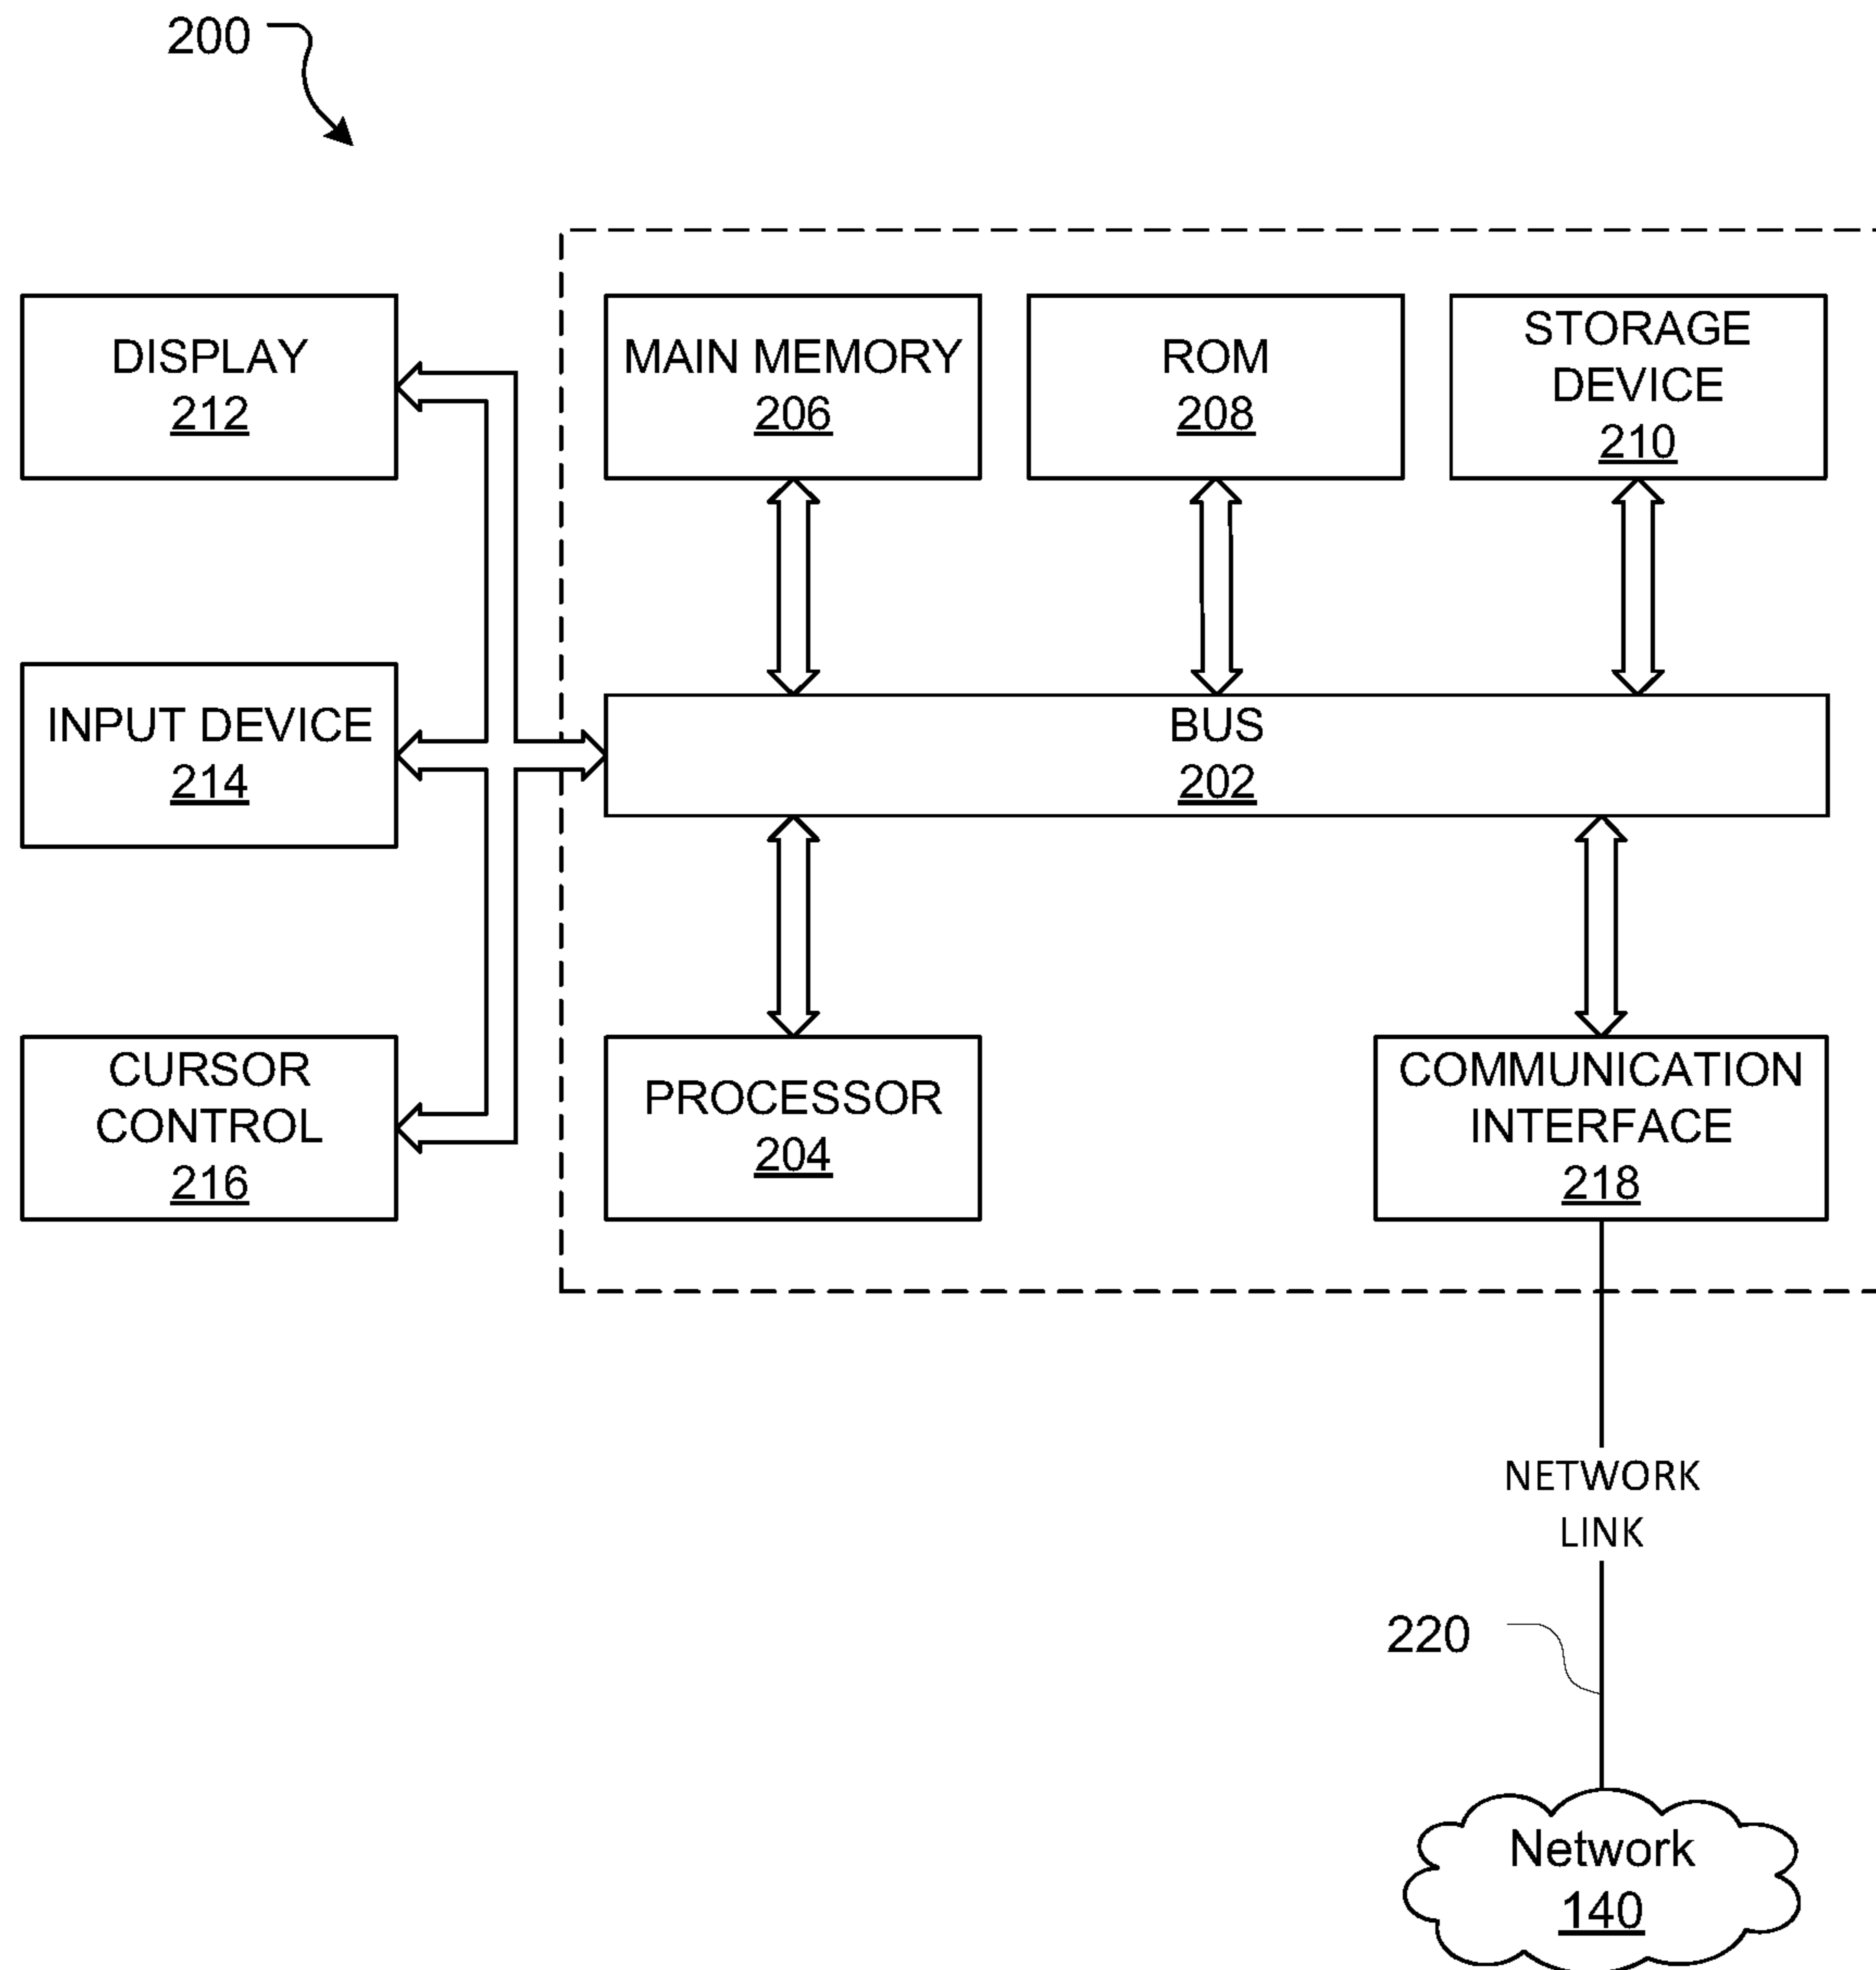 200
DISPLAY
212
MAIN MEMORY
206
ROM
208
STORAGE
DEVICE
210
INPUT DEVICE
214
BUS
202
CURSOR
CONTROL
216
PROCESSOR
204
COMMUNICATION
INTERFACE
218
NETWORK
LINK
220
Network
140